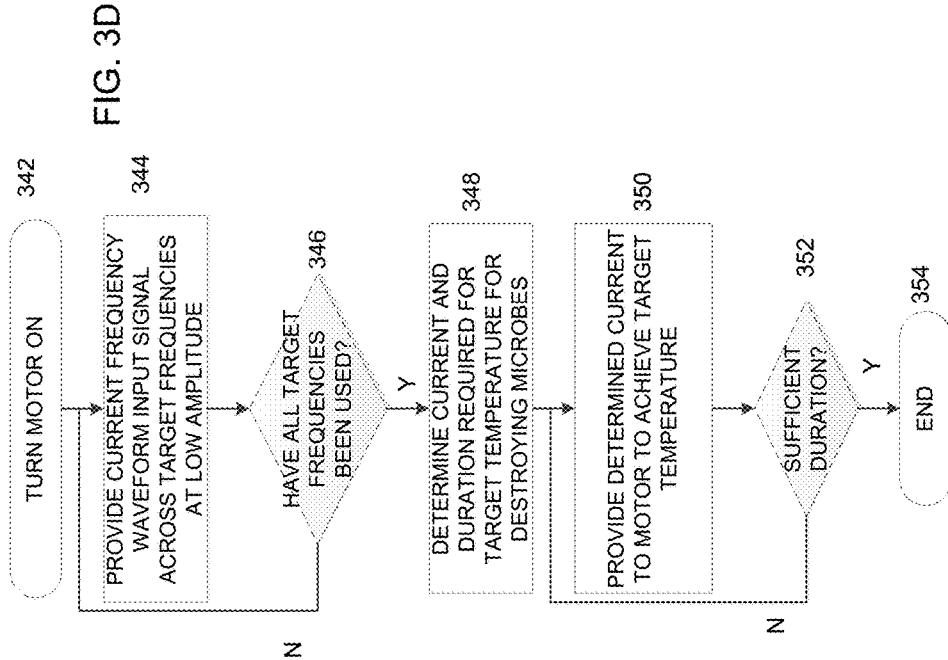 FIG. 3D
TURN MOTOR ON
342
PROVIDE CURRENT FREQUENCY
WAVEFORM INPUT SIGNAL
ACROSS TARGET FREQUENCIES
AT LOW AMPLITUDE
344
HAVE ALL TARGET
FREQUENCIES
BEEN USED?
346
N
Y
DETERMINE CURRENT AND
DURATION REQUIRED FOR
TARGET TEMPERATURE FOR
DESTROYING MICROBES
348
PROVIDE DETERMINED CURRENT
TO MOTOR TO ACHIEVE TARGET
TEMPERATURE
350
SUFFICIENT
DURATION?
352
N
Y
END
354